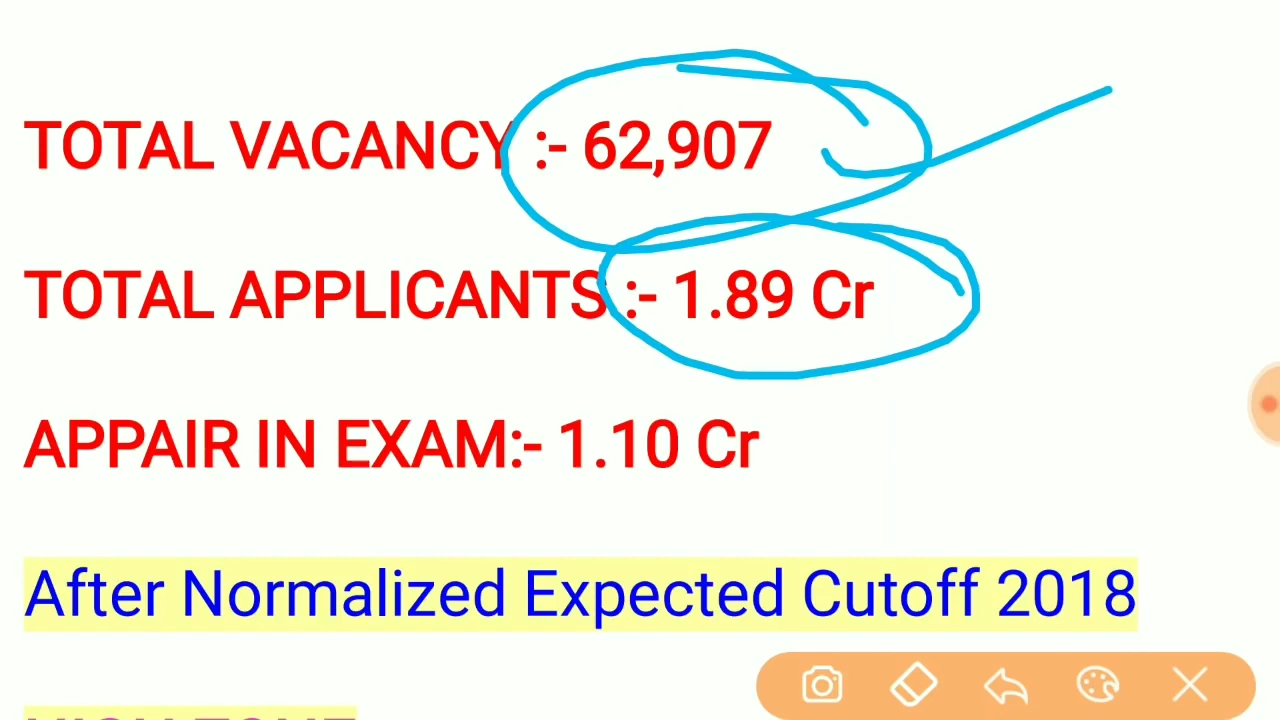 TOTAL VACANCY :- 62,907
TOTAL APPLICANTS :- 1.89 Cr
APPAIR IN EXAM:- 1.10 Cr
After Normalized Expected Cutoff 2018